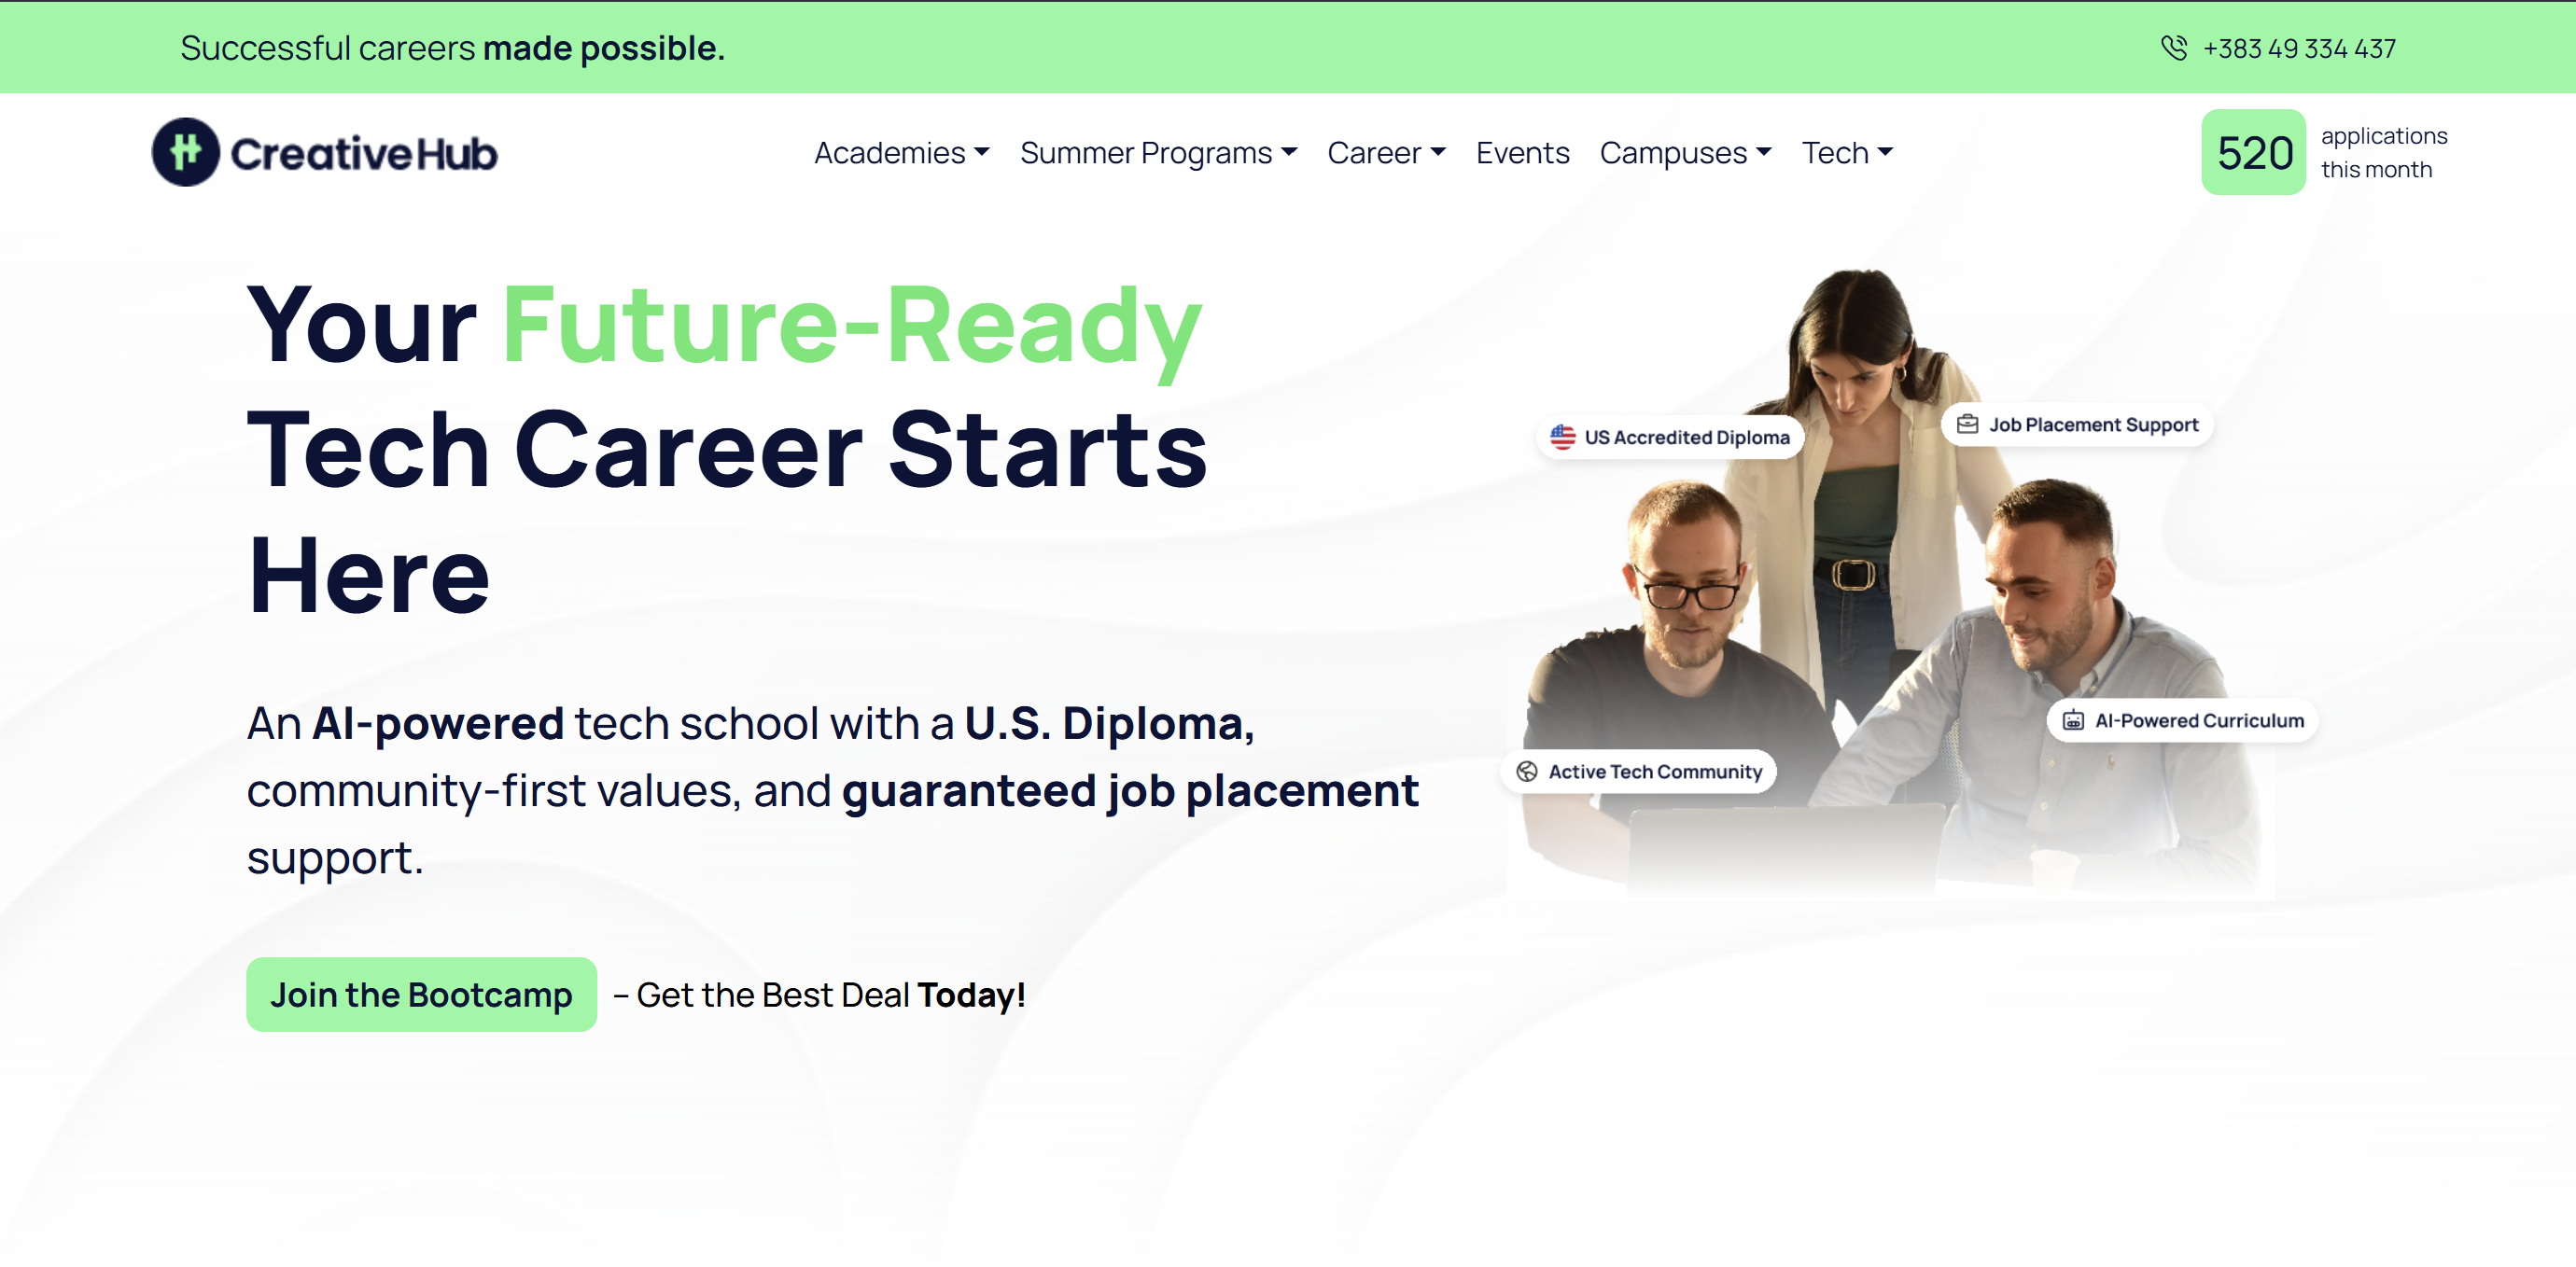 Successful careers made possible.
+383 49 334 437
CreativeHub
Academies
Summer Programs
Career
Events
Campuses
Tech
520
applications
this month
Your Future-Ready
Tech Career Starts
Here
US Accredited Diploma
Job Placement Support
An AI-powered tech school with a U.S. Diploma,
community-first values, and guaranteed job placement
support.
AI-Powered Curriculum
Active Tech Community
Join the Bootcamp – Get the Best Deal Today!